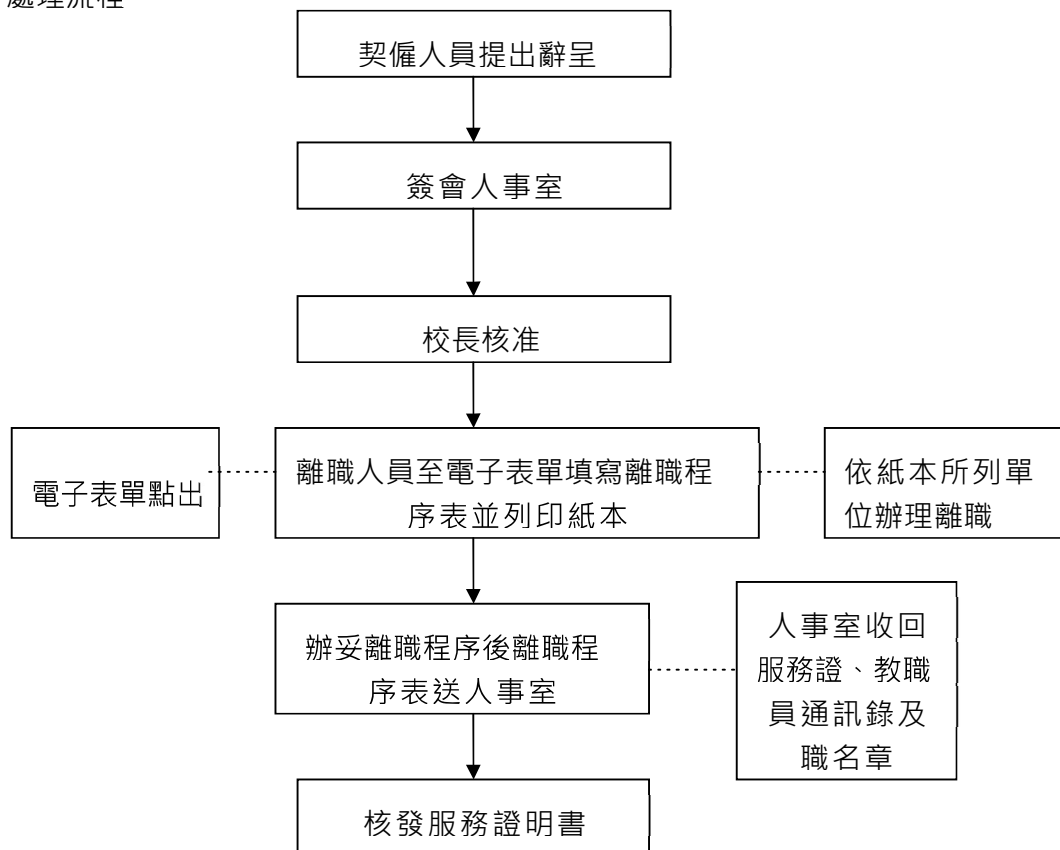 處理流程
契僱人員提出辭呈
簽會人事室
校長核准
電子表單點出
離職人員至電子表單填寫離職程
序表並列印紙本
依紙本所列單
位辦理離職
辦妥離職程序後離職程
序表送人事室
人事室收回
服務證、教職
員通訊錄及
職名章
核發服務證明書